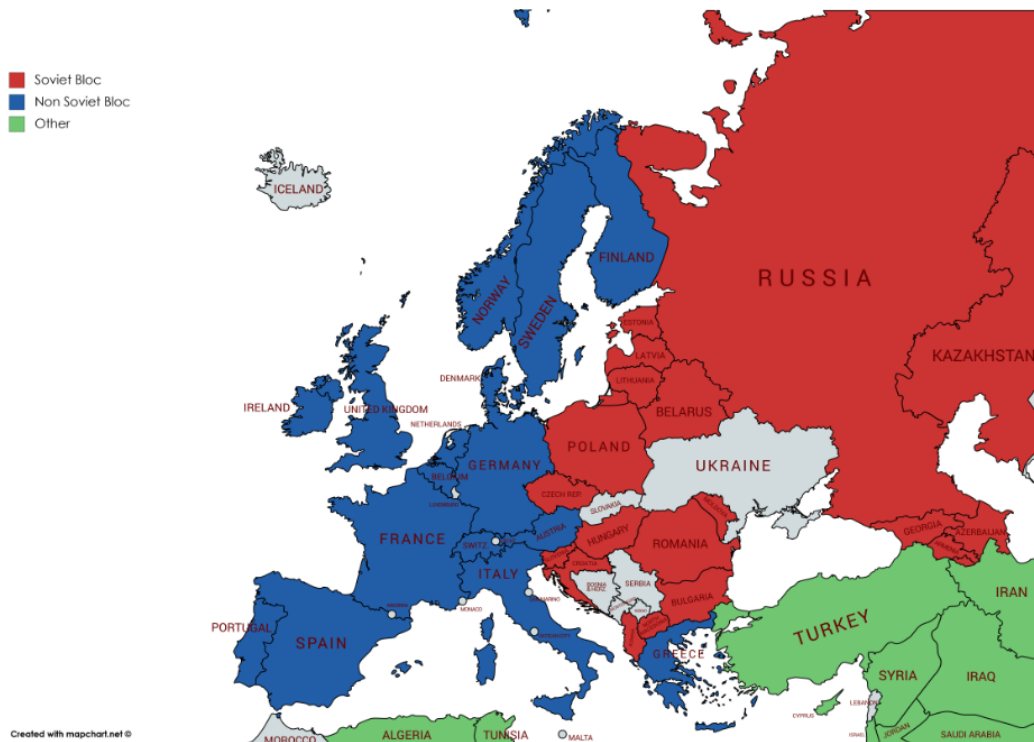 Soviet Bloc
Non Soviet Bloc
Other
ICELAND
FINLAND
NORWAY
SWEDEN
RUSSIA
ESTONIA
LATVIA
LITHUANIA
KAZAKHSTAN
DENMARK
IRELAND
UNITED KINGDOM
NETHERLANDS
BELARUS
POLAND
GERMANY
BELGIUM
UKRAINE
CZECH REP.
SLOVAKIA
MOLDOVA
AUSTRIA
HUNGARY
FRANCE
SWITZ.
ROMANIA
GEORGIA
AZERBAIJAN
ARMENIA
ITALY
CROATIA
BOSNIA
& HERZ.
SERBIA
SAN MARINO
MONACO
BULGARIA
IRAN
PORTUGAL
SPAIN
VATICAN CITY
TURKEY
GREECE
SYRIA
IRAQ
LEBANON
CYPRUS
ISRAEL
JORDAN
SAUDI ARABIA
MOROCCO
ALGERIA
TUNISIA
MALTA
Created with mapchart.net ©